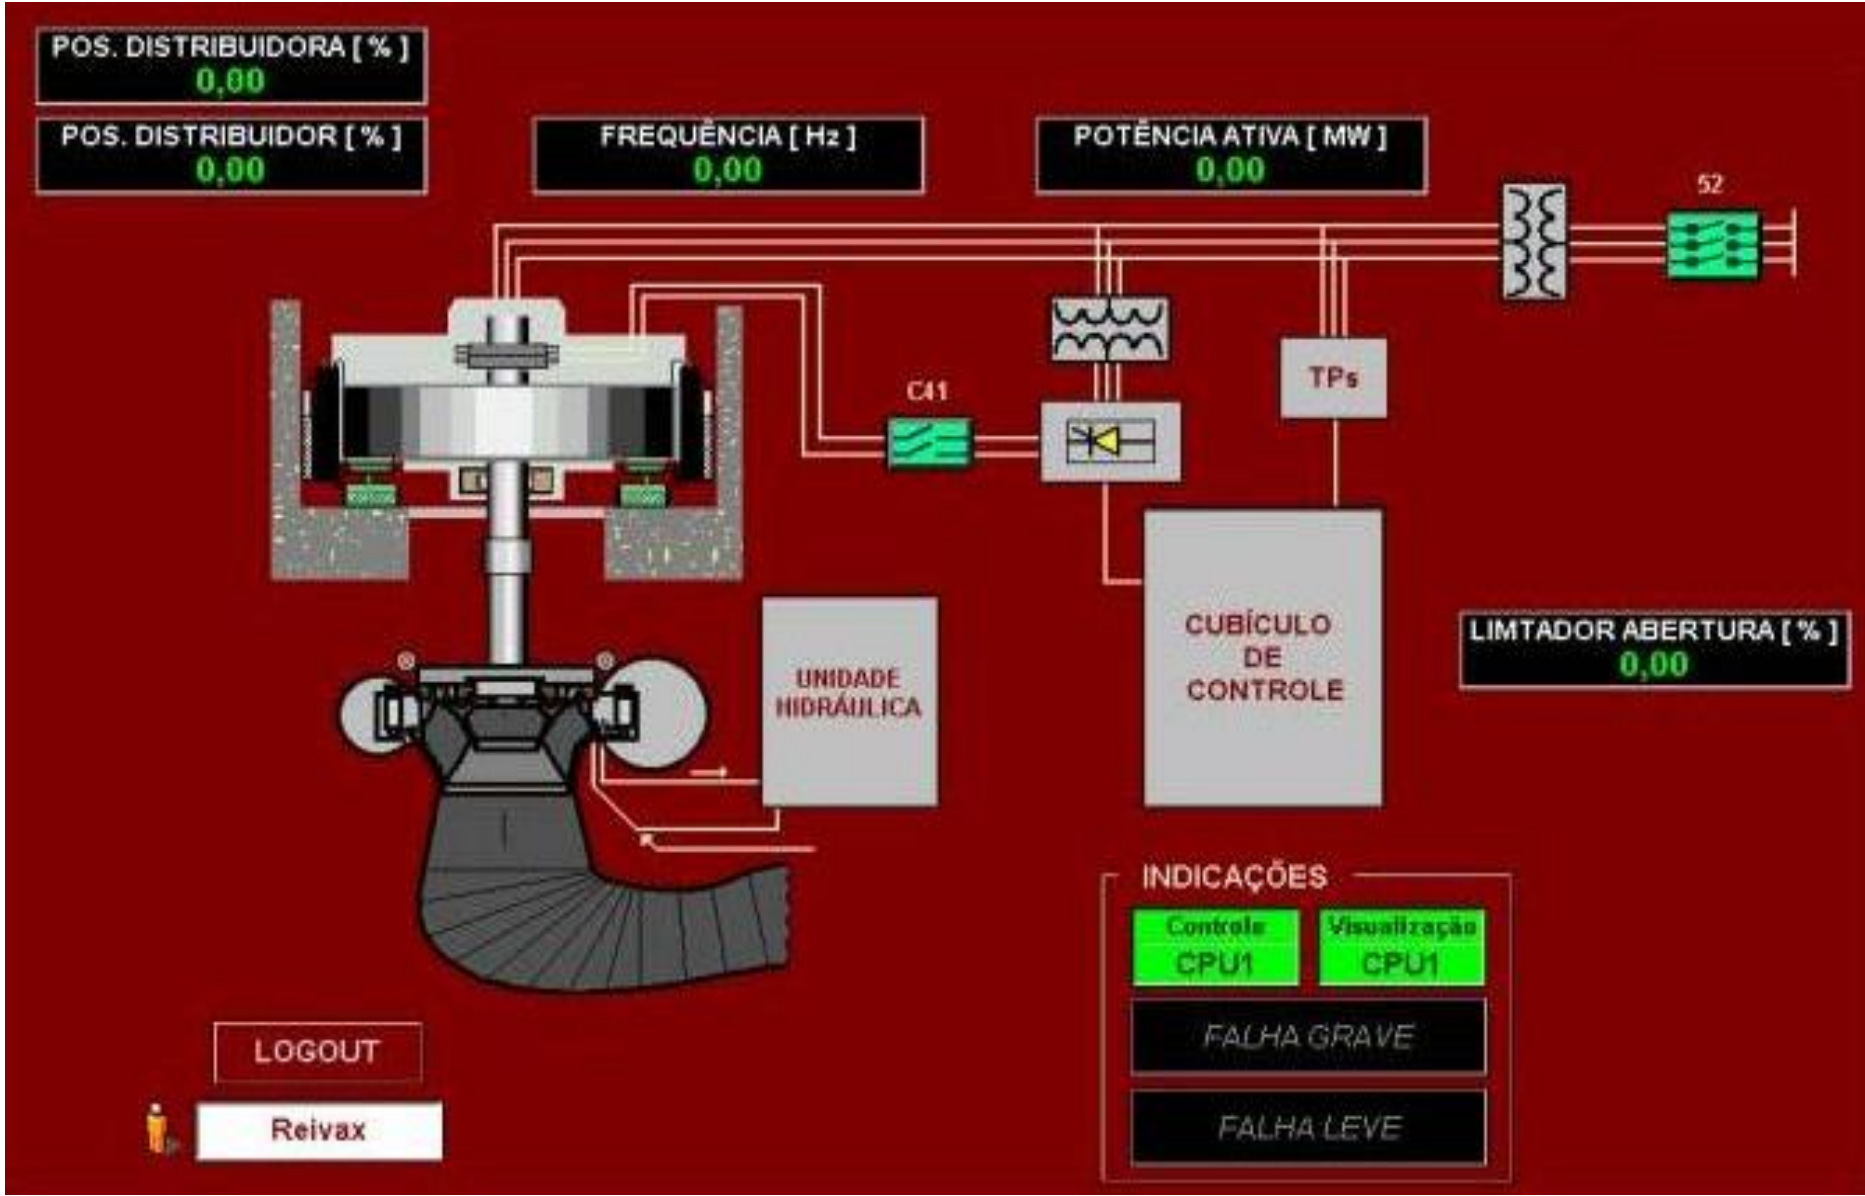 POS. DISTRIBUIDORA [ % ]
0,00
POS. DISTRIBUIDOR [ % ]
0,00
FREQUÊNCIA [ Hz ]
0,00
POTÊNCIA ATIVA [ MW ]
0,00
52
C41
TPs
CUBÍCULO
DE
CONTROLE
LIMTADOR ABERTURA [ % ]
0,00
UNIDADE
HIDRÁULICA
INDICAÇÕES
Controle
CPU1
Visualização
CPU1
FALHA GRAVE
FALHA LEVE
LOGOUT
Reivax